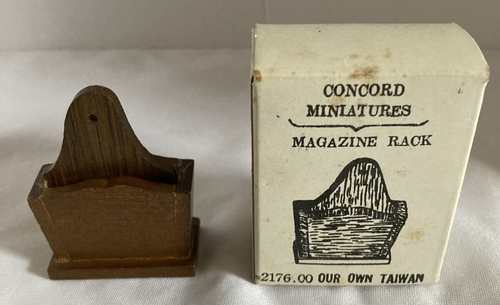 CONCORD
MINIATURES
MAGAZINE RACK
2176.00 OUR OWN TAIWAN